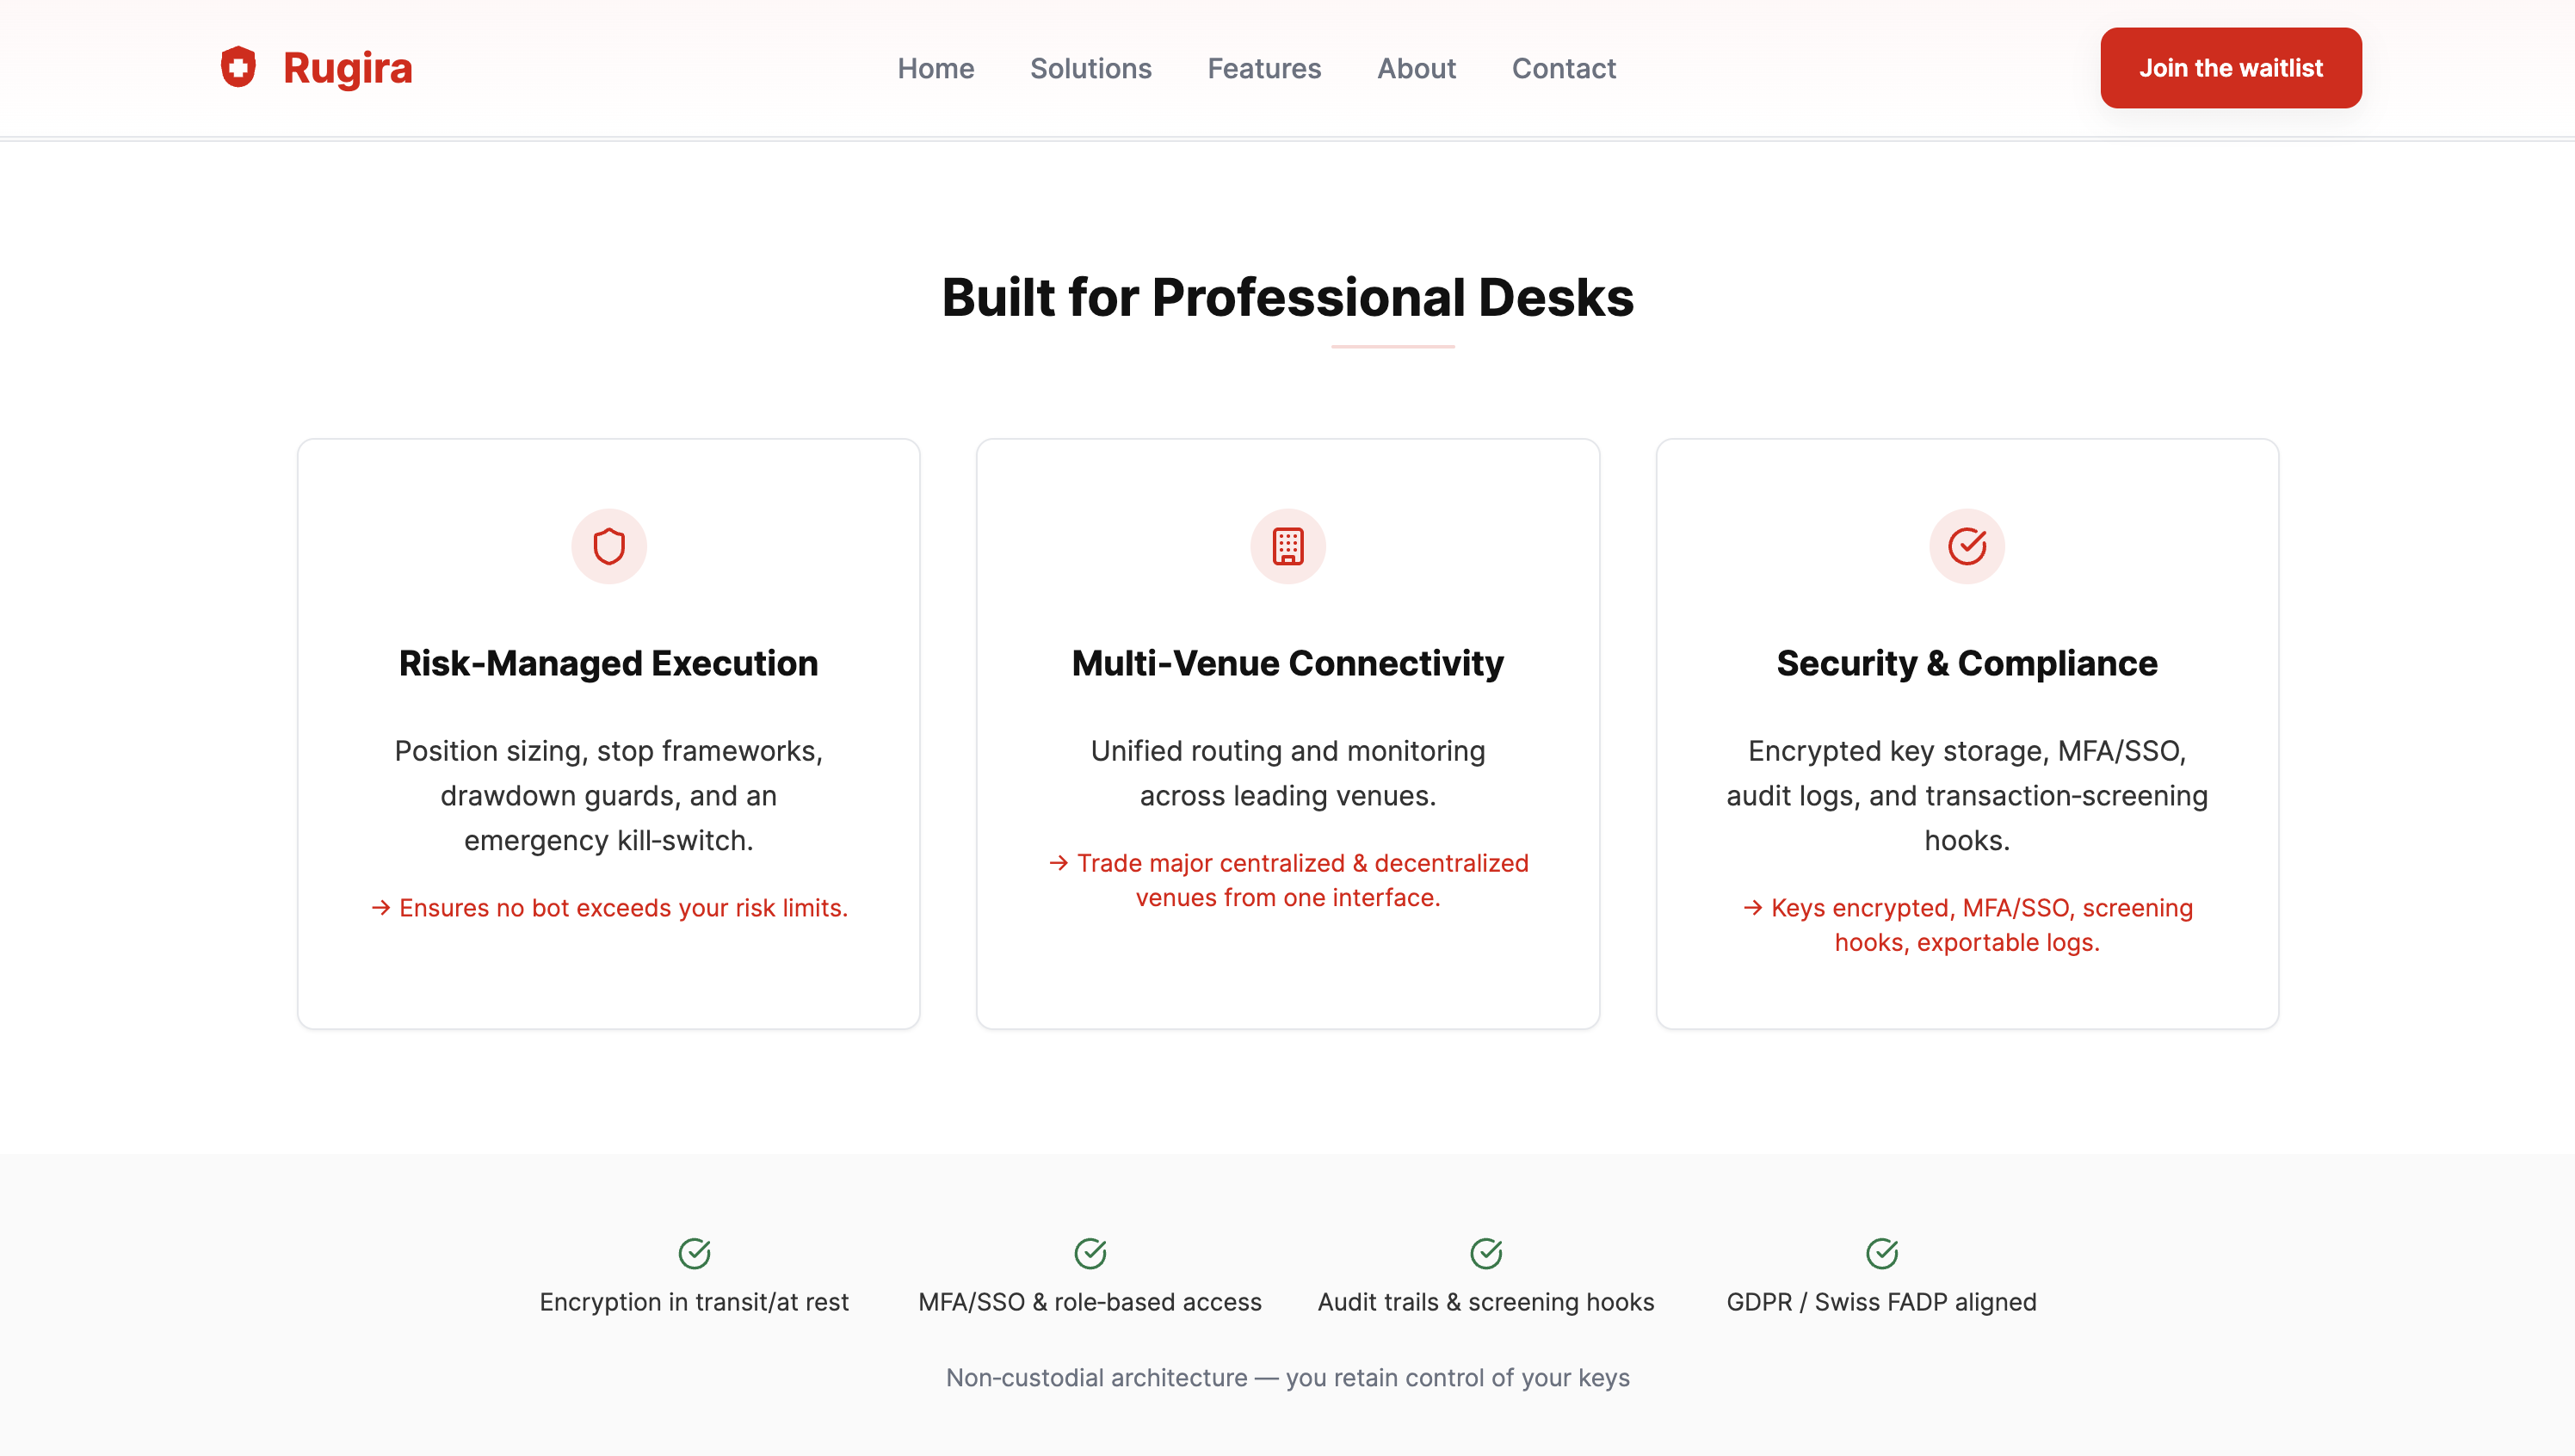 Rugira
Home
Solutions
Features
About
Contact
Join the waitlist
Built for Professional Desks
Risk-Managed Execution
Position sizing, stop frameworks,
drawdown guards, and an
emergency kill-switch.
→ Ensures no bot exceeds your risk limits.
Multi-Venue Connectivity
Unified routing and monitoring
across leading venues.
→ Trade major centralized & decentralized
venues from one interface.
Security & Compliance
Encrypted key storage, MFA/SSO,
audit logs, and transaction-screening
hooks.
→ Keys encrypted, MFA/SSO, screening
hooks, exportable logs.
Encryption in transit/at rest
MFA/SSO & role-based access
Audit trails & screening hooks
GDPR / Swiss FADP aligned
Non-custodial architecture — you retain control of your keys